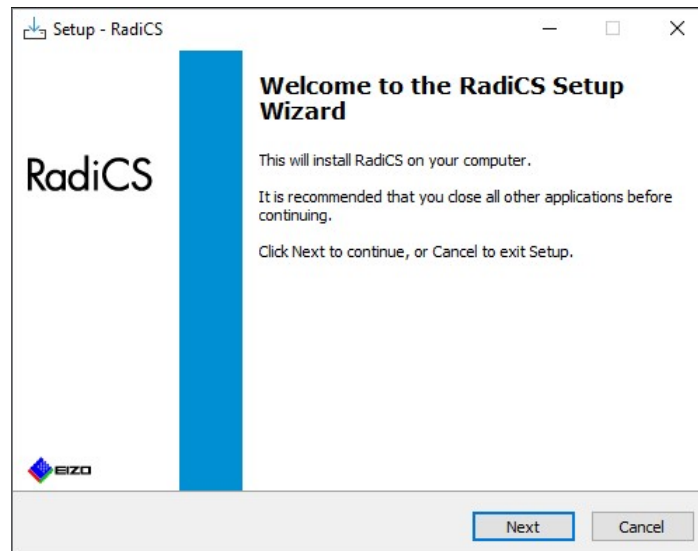 Setup - RadiCS
Welcome to the RadiCS Setup
Wizard
RadiCS
This will install RadiCS on your computer.
It is recommended that you close all other applications before
continuing.
Click Next to continue, or Cancel to exit Setup.
EIZO
Next
Cancel